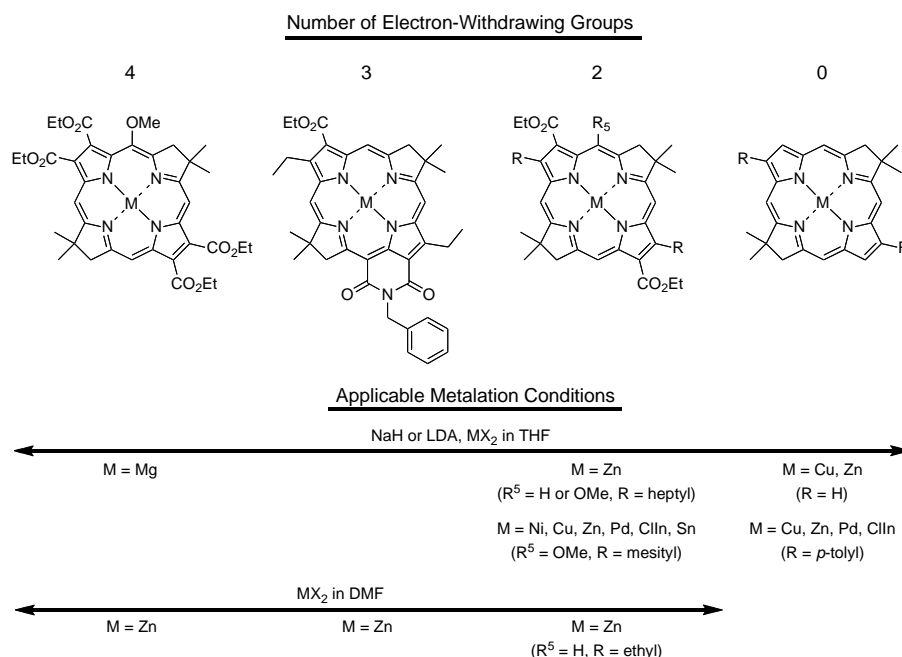 Number of Electron-Withdrawing Groups
4 3 2 0
EtO2C OMe EtO2C EtO2C R5
EtO2C R R
N N N N N N N N
M M M M
N N N N N N N N
CO2Et R R
CO2Et O N O CO2Et
Applicable Metalation Conditions
NaH or LDA, MX2 in THF
M = Mg M = Zn M = Cu, Zn
(R5 = H or OMe, R = heptyl) (R = H)
M = Ni, Cu, Zn, Pd, ClIn, Sn M = Cu, Zn, Pd, ClIn
(R5 = OMe, R = mesityl) (R = p-tolyl)
MX2 in DMF
M = Zn M = Zn M = Zn
(R5 = H, R = ethyl)